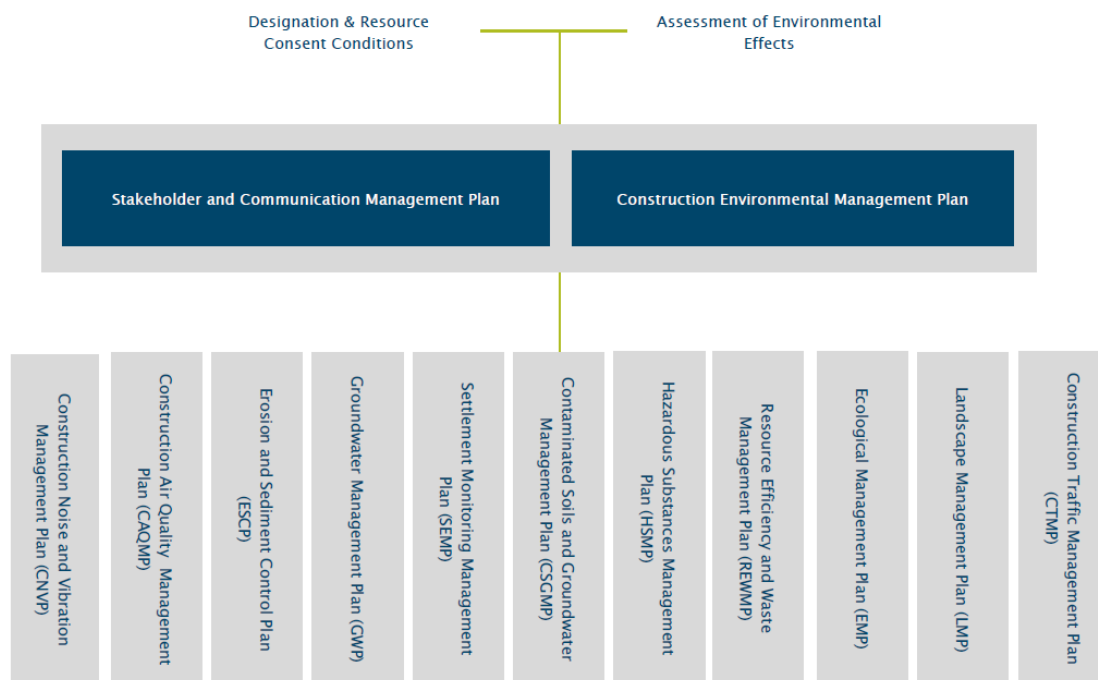 Designation & Resource
Consent Conditions
Assessment of Environmental
Effects
Stakeholder and Communication Management Plan
Construction Environmental Management Plan
Construction Noise and Vibration
Management Plan (CNVP)
Construction Air Quality Management
Plan (CAQMP)
Erosion and Sediment Control Plan
(ESCP)
Groundwater Management Plan (GWP)
Settlement Monitoring Management
Plan (SEMP)
Contaminated Soils and Groundwater
Management Plan (CSGMP)
Hazardous Substances Management
Plan (HSMP)
Resource Efficiency and Waste
Management Plan (REWMP)
Ecological Management Plan (EMP)
Landscape Management Plan (LMP)
Construction Traffic Management Plan
(CTMP)